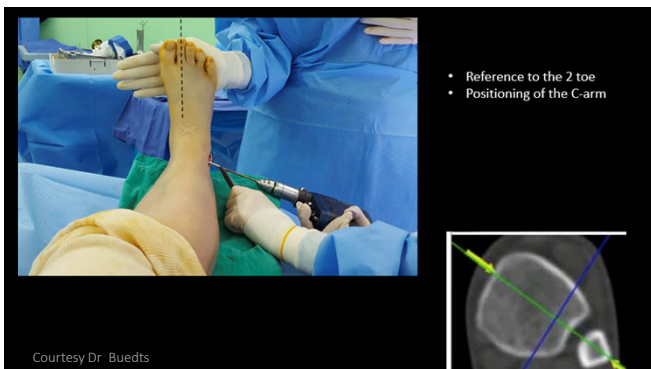 • Reference to the 2 toe
• Positioning of the C-arm
Courtesy Dr Buedts